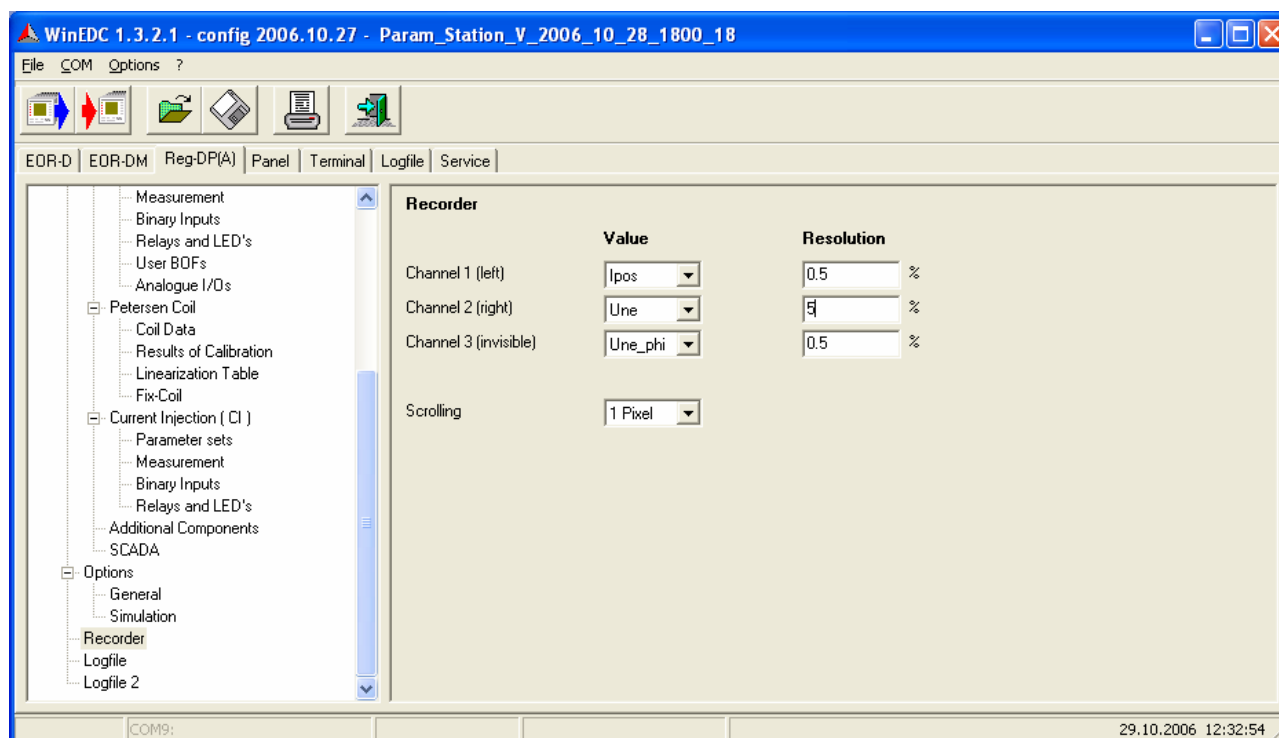 WinEDC 1.3.2.1 - config 2006.10.27 - Param_Station_V_2006_10_28_1800_18
File COM Options ?
EOR-D EOR-DM Reg-DP(A) Panel Terminal Logfile Service
Measurement
Binary Inputs
Relays and LED's
User BOFs
Analogue I/Os
Petersen Coil
Coil Data
Results of Calibration
Linearization Table
Fix-Coil
Current Injection ( CI )
Parameter sets
Measurement
Binary Inputs
Relays and LED's
Additional Components
SCADA
Options
General
Simulation
Recorder
Logfile
Logfile 2
Recorder
Value Resolution
Channel 1 (left) Ipos 0.5 %
Channel 2 (right) Une 5 %
Channel 3 (invisible) Une_phi 0.5 %
Scrolling 1 Pixel
COM9: 29.10.2006 12:32:54